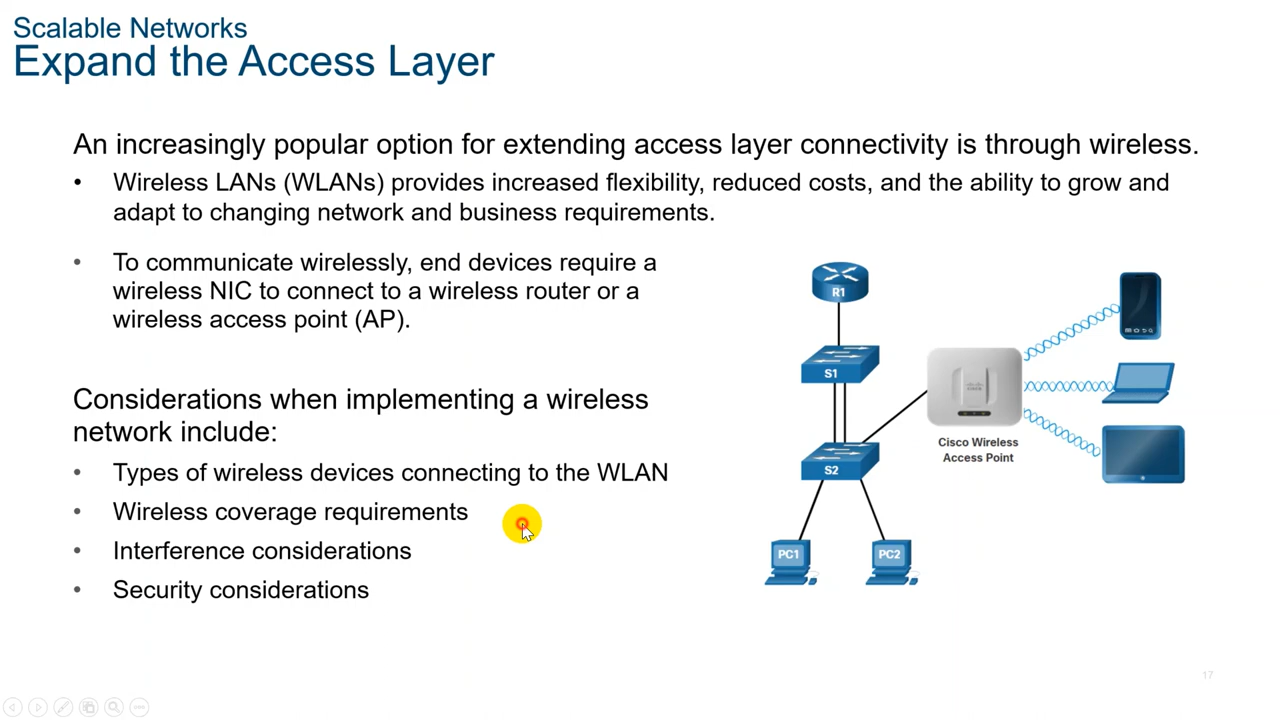 Scalable Networks
Expand the Access Layer
An increasingly popular option for extending access layer connectivity is through wireless.
• Wireless LANs (WLANs) provides increased flexibility, reduced costs, and the ability to grow and
adapt to changing network and business requirements.
• To communicate wirelessly, end devices require a
wireless NIC to connect to a wireless router or a
wireless access point (AP).
Considerations when implementing a wireless
network include:
• Types of wireless devices connecting to the WLAN
• Wireless coverage requirements
• Interference considerations
• Security considerations
R1
S1
S2
PC1
PC2
CISCO
Cisco Wireless
Access Point
17